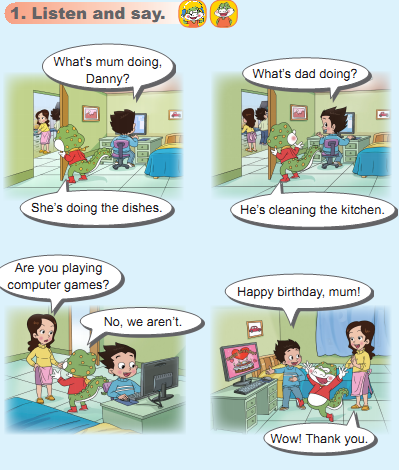 1. Listen and say.
What's mum doing,
Danny?
She's doing the dishes.
What's dad doing?
He's cleaning the kitchen.
Are you playing
computer games?
No, we aren't.
Happy birthday, mum!
Wow! Thank you.